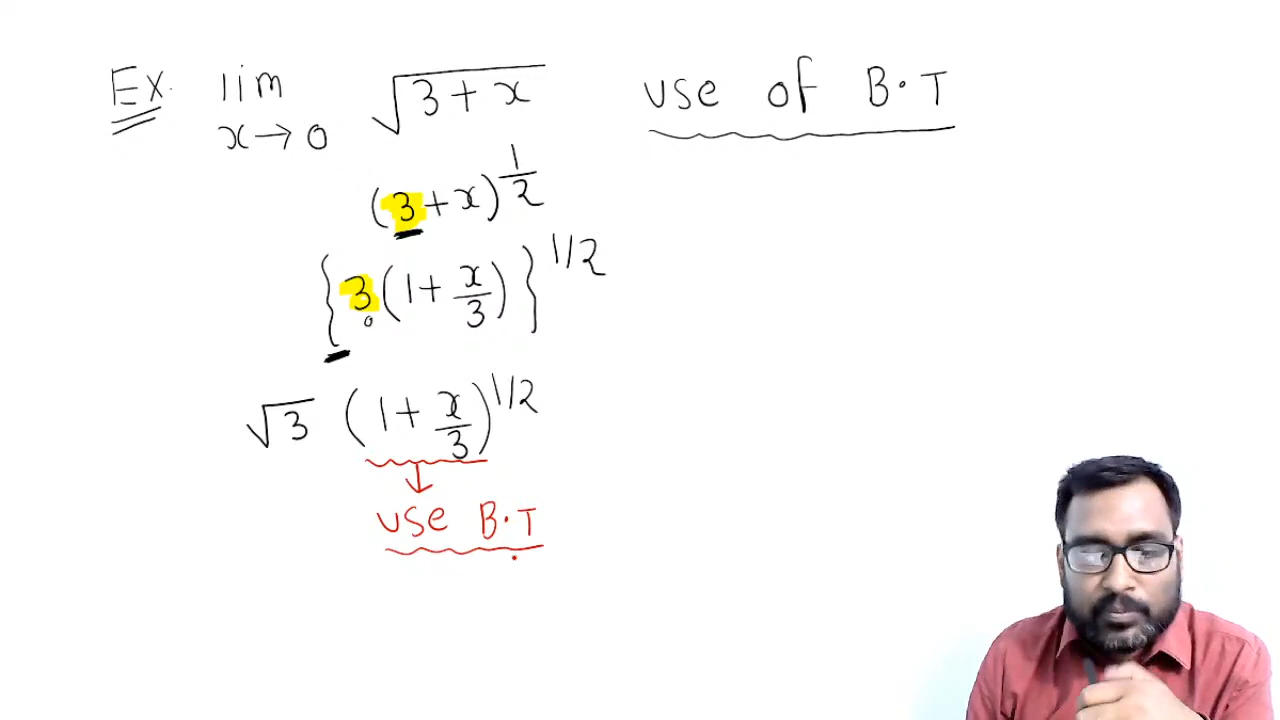 Ex. lim x→0 √(3+x)
use of B.T
(3+x)^(1/2)
{3(1+x/3)}^(1/2)
√3 (1+x/3)^(1/2)
↓
use B.T